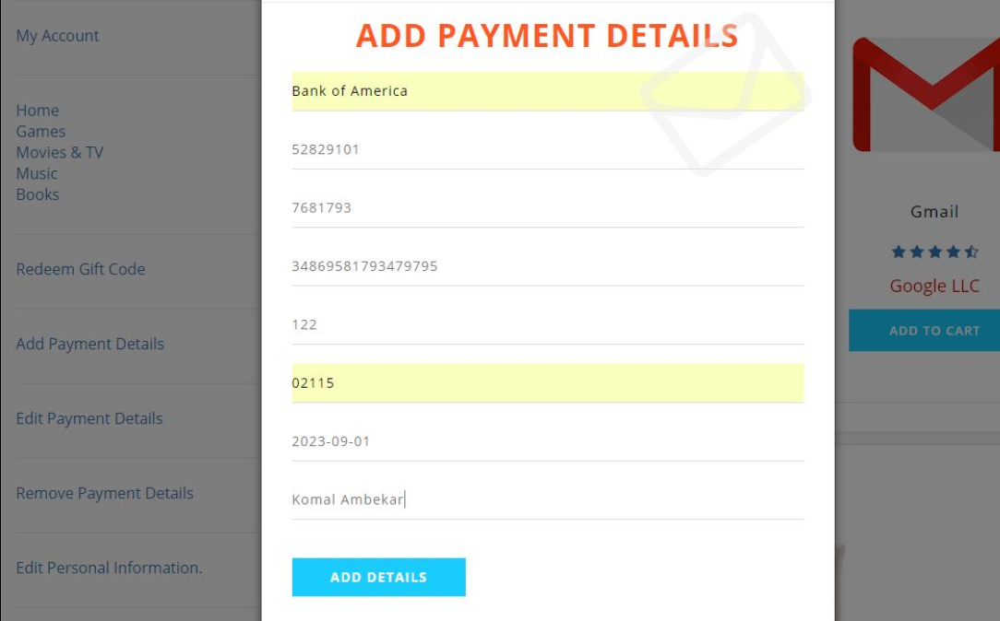 My Account
Home
Games
Movies & TV
Music
Books
Redeem Gift Code
Add Payment Details
Edit Payment Details
Remove Payment Details
Edit Personal Information.
ADD PAYMENT DETAILS
Bank of America
52829101
7681793
34869581793479795
122
02115
2023-09-01
Komal Ambekar
ADD DETAILS
Gmail
Google LLC
ADD TO CART